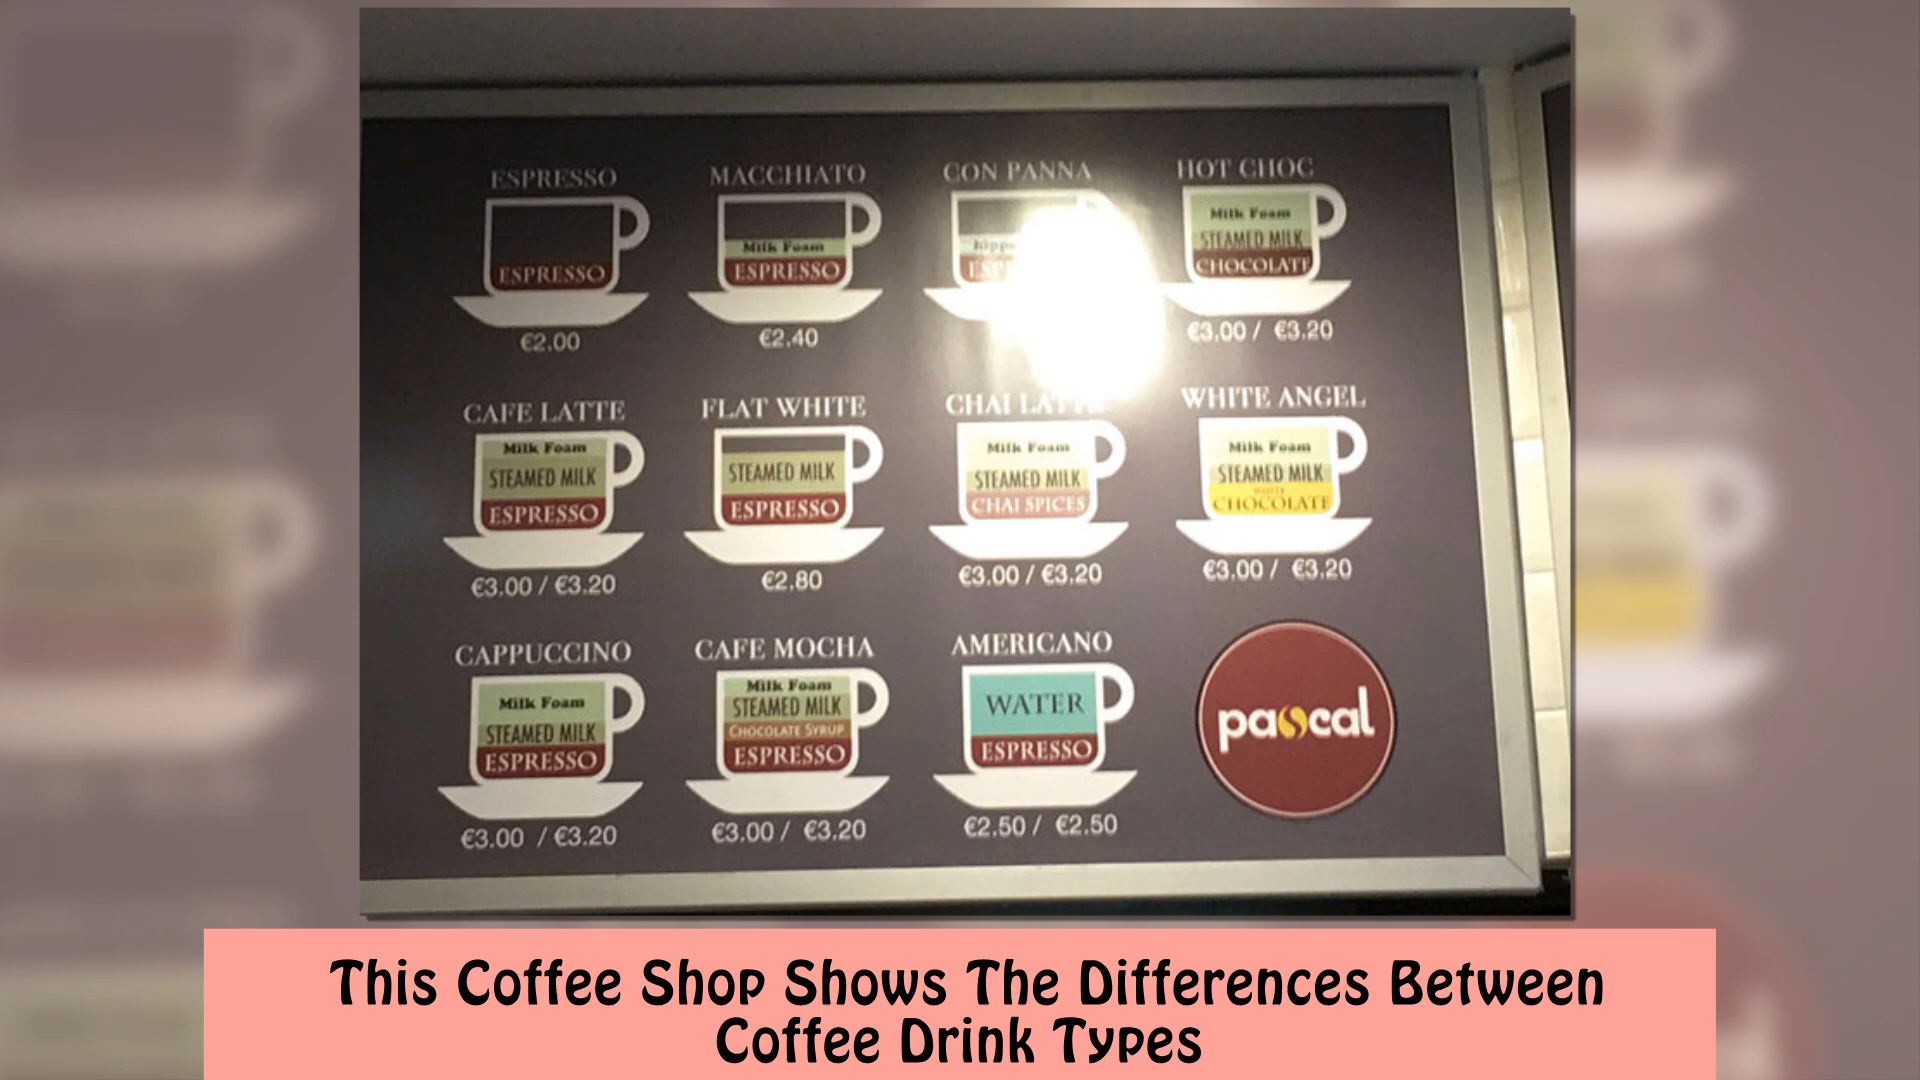 ESPRESSO
ESPRESSO
€2.00
MACCHIATO
Milk Foam
ESPRESSO
€2.40
CON PANNA
HOT CHOC
Milk Foam
STEAMED MILK
CHOCOLATE
€3.00 / €3.20
CAFE LATTE
Milk Foam
STEAMED MILK
ESPRESSO
€3.00 / €3.20
FLAT WHITE
STEAMED MILK
ESPRESSO
€2.80
CHAI LATTE
Milk Foam
STEAMED MILK
CHAI SPICES
€3.00 / €3.20
WHITE ANGEL
Milk Foam
STEAMED MILK
WHITE
CHOCOLATE
€3.00 / €3.20
CAPPUCCINO
Milk Foam
STEAMED MILK
ESPRESSO
€3.00 / €3.20
CAFE MOCHA
Milk Foam
STEAMED MILK
CHOCOLATE SYRUP
ESPRESSO
€3.00 / €3.20
AMERICANO
WATER
ESPRESSO
€2.50 / €2.50
pascal
This Coffee Shop Shows The Differences Between
Coffee Drink Types